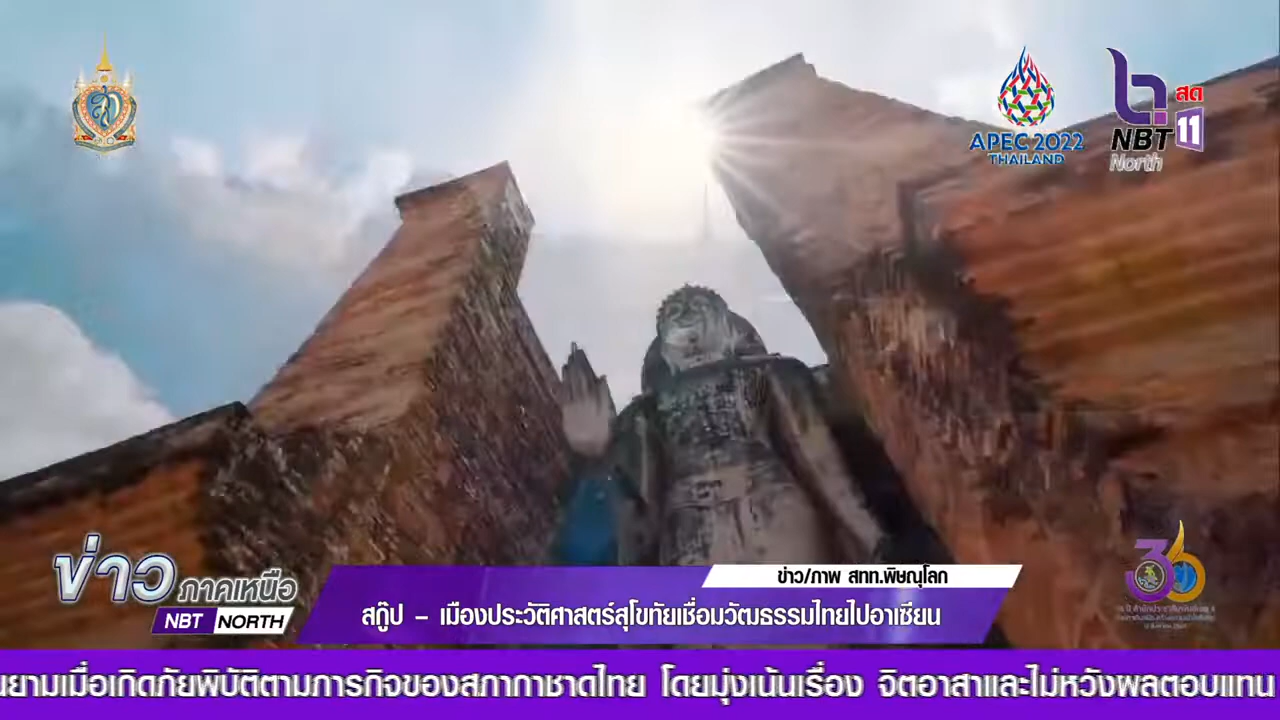 APEC 2022
THAILAND
สด
NBT 11
North
36
ข่าว ภาคเหนือ
NBT NORTH
ข่าว/ภาพ สทท.พิษณุโลก
สกู๊ป – เมืองประวัติศาสตร์สุโขทัยเชื่อมวัฒธรรมไทยไปอาเซียน
ยามเมื่อเกิดภัยพิบัติตามภารกิจของสภากาชาดไทย โดยมุ่งเน้นเรื่อง จิตอาสาและไม่หวังผลตอบแทน